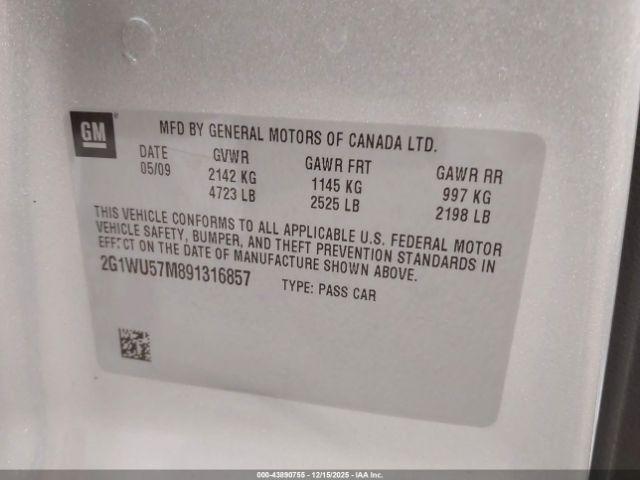 GM
MFD BY GENERAL MOTORS OF CANADA LTD.
DATE GVWR GAWR FRT GAWR RR
05/09 2142 KG 1145 KG 997 KG
4723 LB 2525 LB 2198 LB
THIS VEHICLE CONFORMS TO ALL APPLICABLE U.S. FEDERAL MOTOR
VEHICLE SAFETY, BUMPER, AND THEFT PREVENTION STANDARDS IN
EFFECT ON THE DATE OF MANUFACTURE SHOWN ABOVE.
2G1WU57M891316857 TYPE: PASS CAR
000-43890755 - 12/15/2025 - IAA Inc.